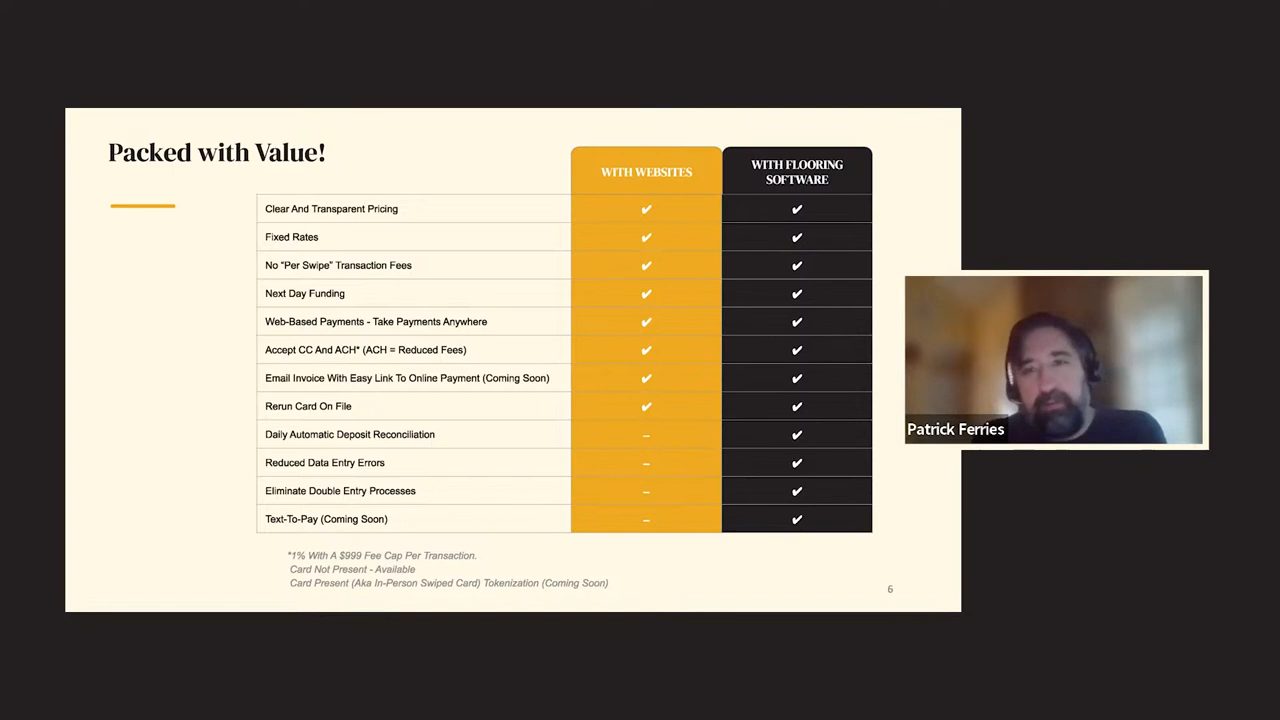 Packed with Value!
WITH WEBSITES
WITH FLOORING
SOFTWARE
Clear And Transparent Pricing ✔ ✔
Fixed Rates ✔ ✔
No "Per Swipe" Transaction Fees ✔ ✔
Next Day Funding ✔ ✔
Web-Based Payments - Take Payments Anywhere ✔ ✔
Accept CC And ACH* (ACH = Reduced Fees) ✔ ✔
Email Invoice With Easy Link To Online Payment (Coming Soon) ✔ ✔
Rerun Card On File ✔ ✔
Daily Automatic Deposit Reconciliation – ✔
Reduced Data Entry Errors – ✔
Eliminate Double Entry Processes – ✔
Text-To-Pay (Coming Soon) – ✔
*1% With A $999 Fee Cap Per Transaction.
Card Not Present - Available
Card Present (Aka In-Person Swiped Card) Tokenization (Coming Soon)
6
Patrick Ferries